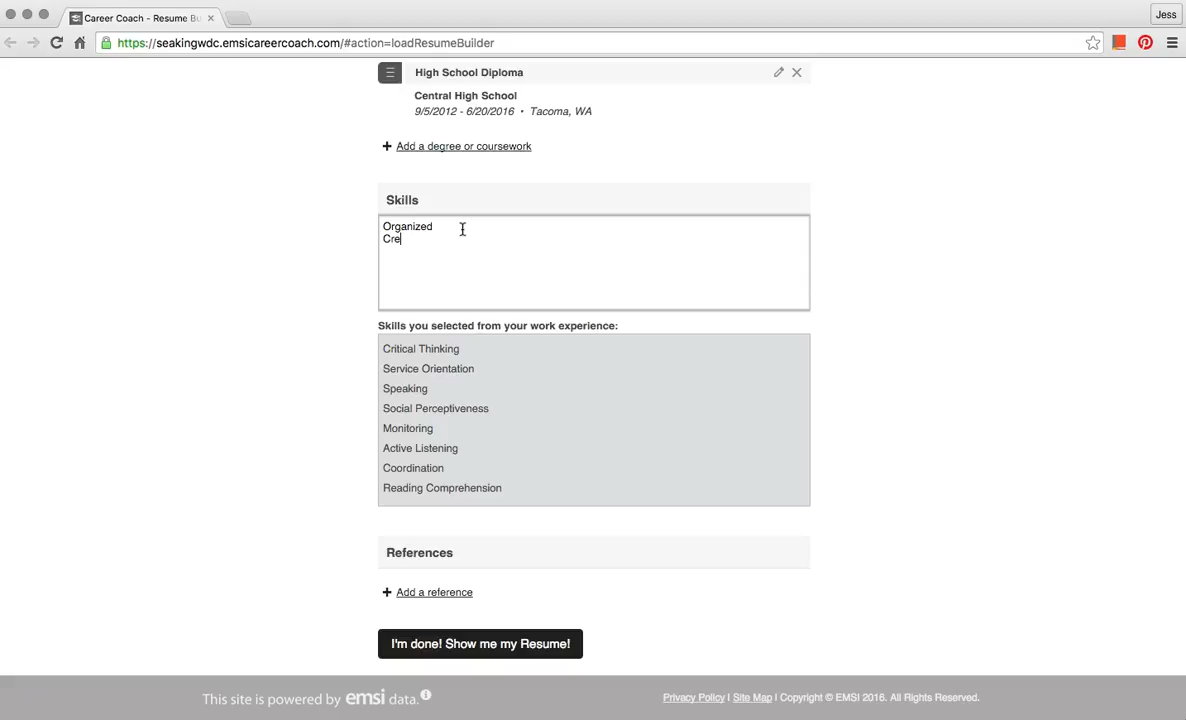 Career Coach - Resume Bu
Jess
https://seakingwdc.emsicareercoach.com/#action=loadResumeBuilder
High School Diploma
Central High School
9/5/2012 - 6/20/2016 • Tacoma, WA
Add a degree or coursework
Skills
Organized
Cre
Skills you selected from your work experience:
Critical Thinking
Service Orientation
Speaking
Social Perceptiveness
Monitoring
Active Listening
Coordination
Reading Comprehension
References
Add a reference
I'm done! Show me my Resume!
This site is powered by emsi data.
Privacy Policy | Site Map | Copyright © EMSI 2016. All Rights Reserved.